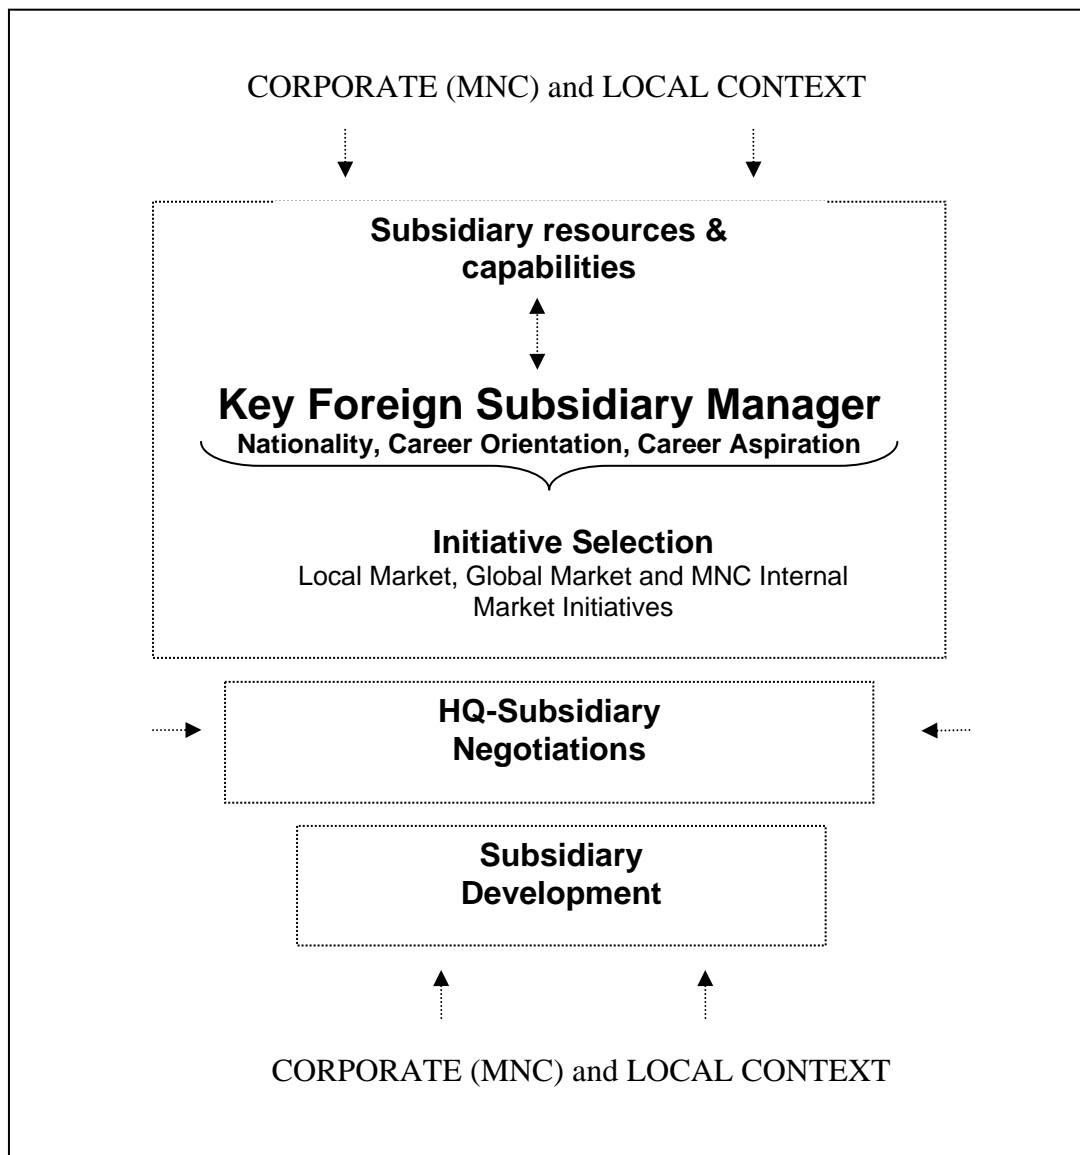 CORPORATE (MNC) and LOCAL CONTEXT
Subsidiary resources &
capabilities
Key Foreign Subsidiary Manager
Nationality, Career Orientation, Career Aspiration
Initiative Selection
Local Market, Global Market and MNC Internal
Market Initiatives
HQ-Subsidiary
Negotiations
Subsidiary
Development
CORPORATE (MNC) and LOCAL CONTEXT